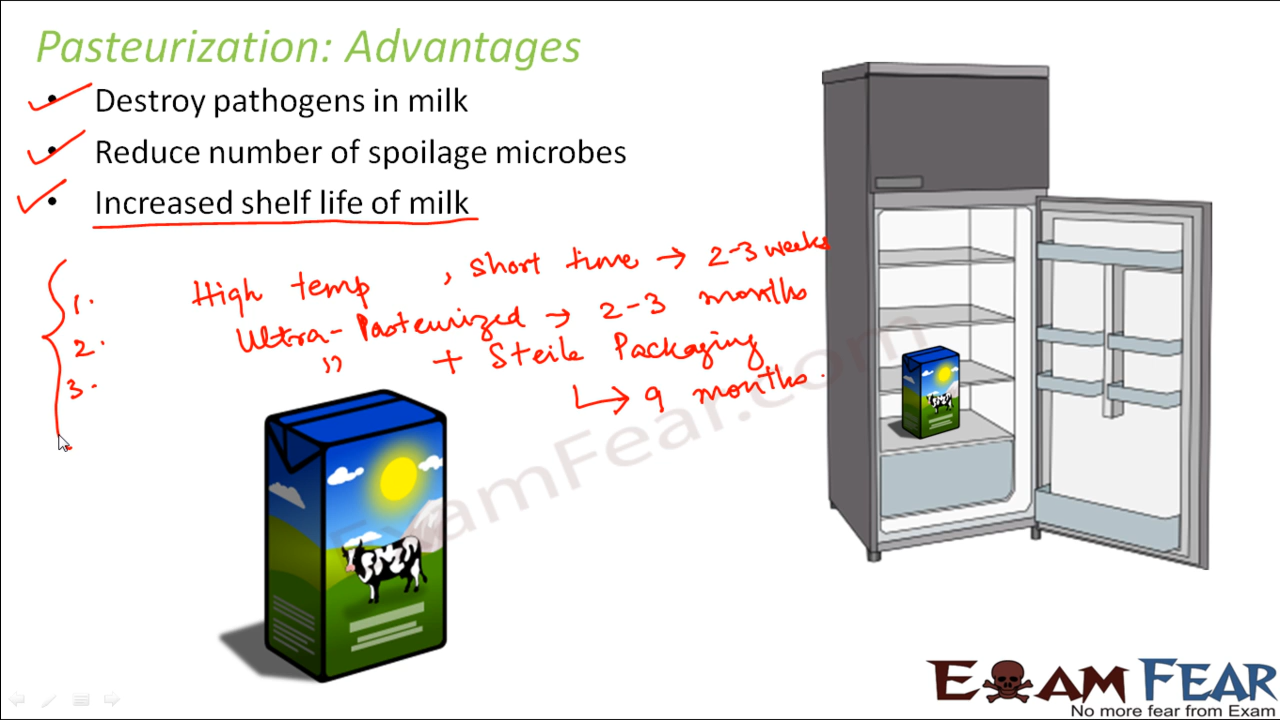 Pasteurization: Advantages
• Destroy pathogens in milk
• Reduce number of spoilage microbes
• Increased shelf life of milk
1. High temp, short time → 2-3 weeks
2. Ultra-Pasteurized → 2-3 months
3. " + Steile Packaging
↳ 9 months.
ExamFear.com
EXAM FEAR
No more fear from Exam